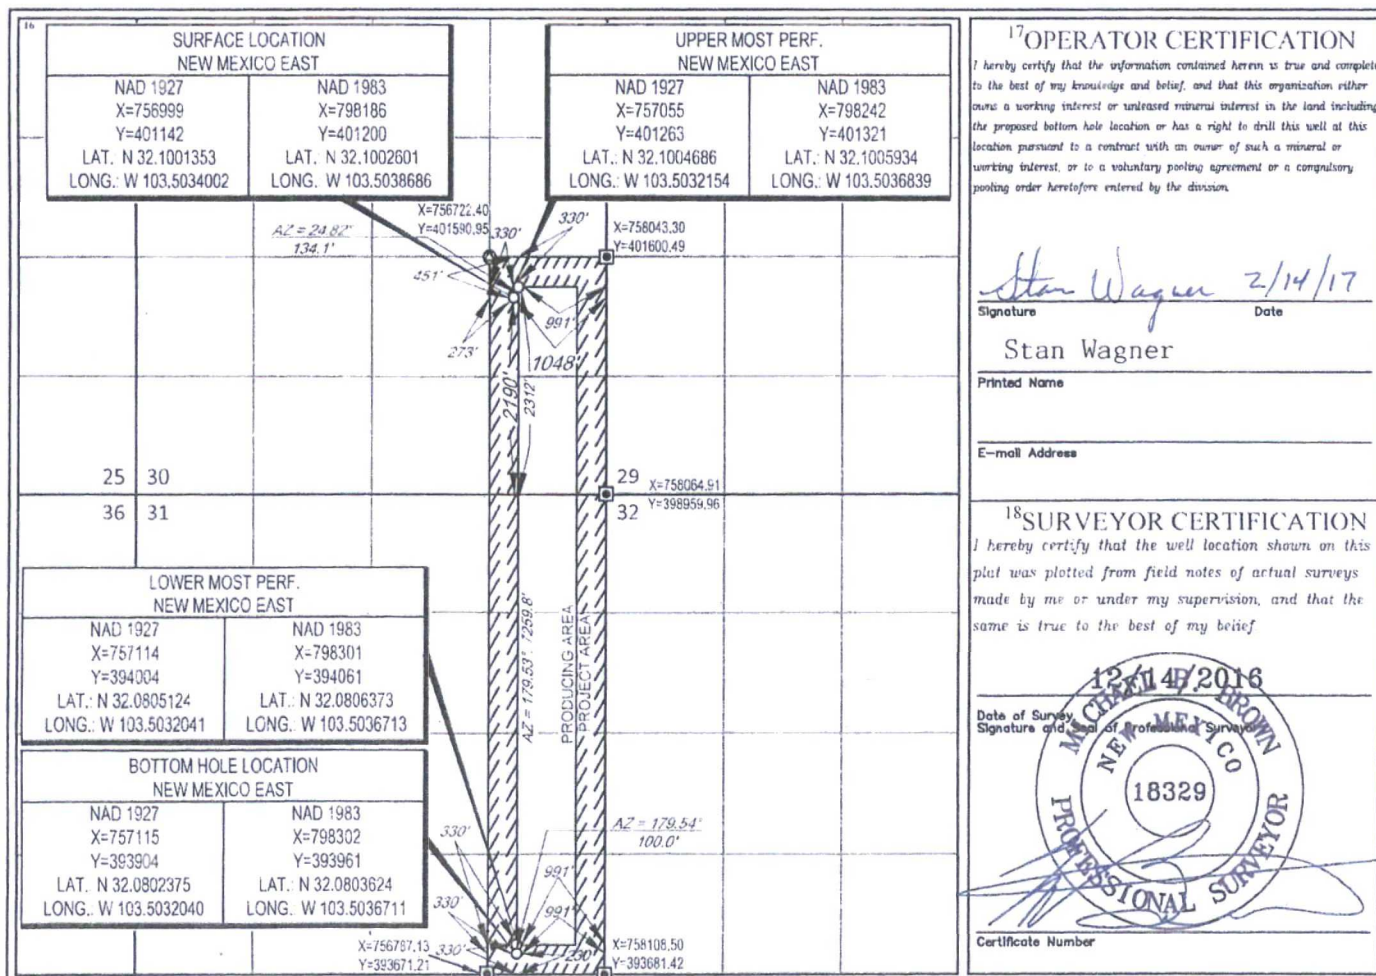 16
SURFACE LOCATION
NEW MEXICO EAST
NAD 1927
X=756999
Y=401142
LAT. N 32.1001353
LONG.: W 103.5034002
NAD 1983
X=798186
Y=401200
LAT. N 32.1002601
LONG. W 103.5038686
UPPER MOST PERF.
NEW MEXICO EAST
NAD 1927
X=757055
Y=401263
LAT.: N 32.1004686
LONG.: W 103.5032154
NAD 1983
X=798242
Y=401321
LAT.: N 32.1005934
LONG.: W 103.5036839
X=756722.40
Y=401590.95
AZ = 24.82°
134.1'
330'
330'
X=758043.30
Y=401600.49
451'
273'
991'
1048'
2190'
2312'
25 30
36 31
29
32
X=758064.91
Y=398959.96
LOWER MOST PERF.
NEW MEXICO EAST
NAD 1927
X=757114
Y=394004
LAT.: N 32.0805124
LONG.: W 103.5032041
NAD 1983
X=798301
Y=394061
LAT.: N 32.0806373
LONG.: W 103.5036713
AZ = 179.53°, 7259.8'
PRODUCING AREA
PROJECT AREA
BOTTOM HOLE LOCATION
NEW MEXICO EAST
NAD 1927
X=757115
Y=393904
LAT. N 32.0802375
LONG.: W 103.5032040
NAD 1983
X=798302
Y=393961
LAT.: N 32.0803624
LONG. W 103.5036711
330'
AZ = 179.54°
100.0'
991'
330'
991'
X=756787.13
Y=393671.21
330'
230'
X=758108.50
Y=393681.42
17 OPERATOR CERTIFICATION
I hereby certify that the information contained herein is true and complete
to the best of my knowledge and belief, and that this organization either
owns a working interest or unleased mineral interest in the land including
the proposed bottom hole location or has a right to drill this well at this
location pursuant to a contract with an owner of such a mineral or
working interest, or to a voluntary pooling agreement or a compulsory
pooling order heretofore entered by the division
Stan Wagner 2/14/17
Signature Date
Stan Wagner
Printed Name
E-mail Address
18 SURVEYOR CERTIFICATION
I hereby certify that the well location shown on this
plat was plotted from field notes of actual surveys
made by me or under my supervision, and that the
same is true to the best of my belief
12/14/2016
Date of Survey
Signature and Seal of Professional Surveyor
MICHAEL B. BROWN
NEW MEXICO
18329
PROFESSIONAL SURVEYOR
Certificate Number